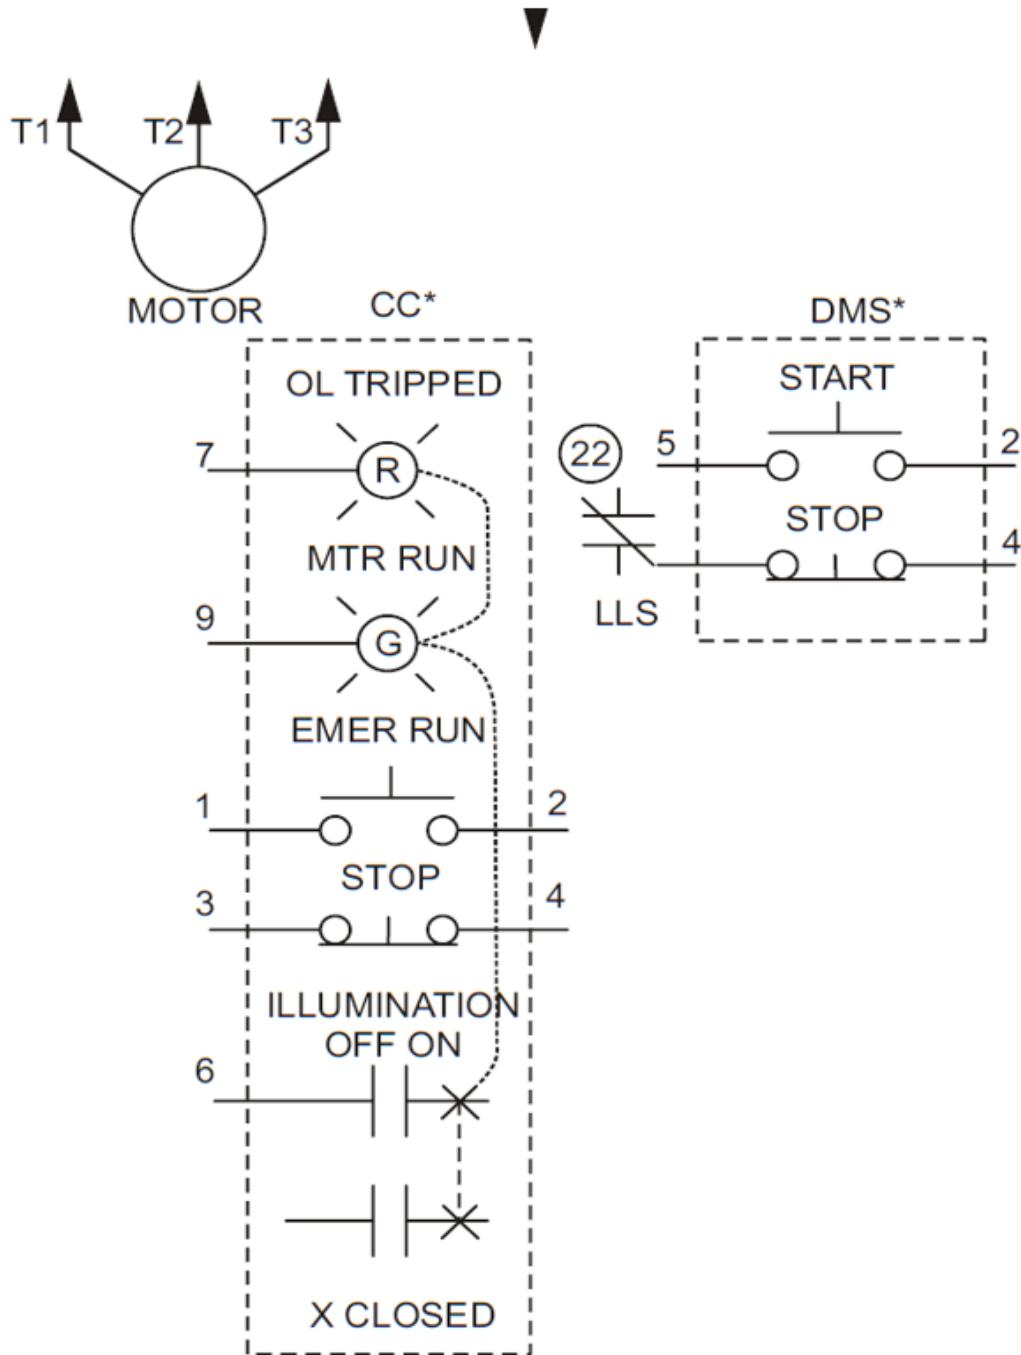 T1 T2 T3
MOTOR
CC*
DMS*
OL TRIPPED
START
7 R
22 5 2
STOP
MTR RUN
4
9 G
LLS
EMER RUN
1 2
STOP
3 4
ILLUMINATION
OFF ON
6
X CLOSED